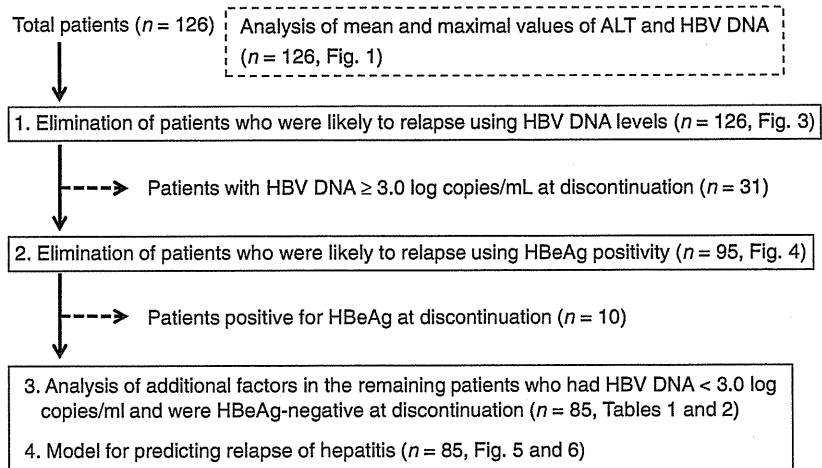 Total patients (n = 126)
Analysis of mean and maximal values of ALT and HBV DNA
(n = 126, Fig. 1)
1. Elimination of patients who were likely to relapse using HBV DNA levels (n = 126, Fig. 3)
Patients with HBV DNA ≥ 3.0 log copies/mL at discontinuation (n = 31)
2. Elimination of patients who were likely to relapse using HBeAg positivity (n = 95, Fig. 4)
Patients positive for HBeAg at discontinuation (n = 10)
3. Analysis of additional factors in the remaining patients who had HBV DNA < 3.0 log
copies/ml and were HBeAg-negative at discontinuation (n = 85, Tables 1 and 2)
4. Model for predicting relapse of hepatitis (n = 85, Fig. 5 and 6)